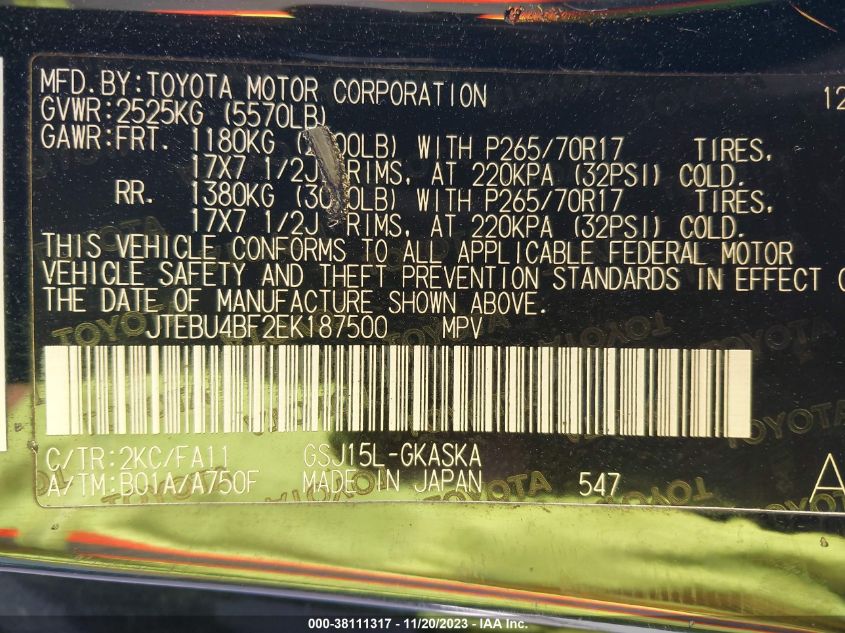 MFD. BY: TOYOTA MOTOR CORPORATION 12
GVWR: 2525KG (5570LB)
GAWR: FRT. 1180KG 00LB) WITH P265/70R17 TIRES,
17X7 1/2J RIMS, AT 220KPA (32PSI) COLD.
RR. 1380KG (30 0LB) WITH P265/70R17 TIRES,
17X7 1/2J RIMS, AT 220KPA (32PSI) COLD.
THIS VEHICLE CONFORMS TO ALL APPLICABLE FEDERAL MOTOR
VEHICLE SAFETY AND THEFT PREVENTION STANDARDS IN EFFECT O
THE DATE OF MANUFACTURE SHOWN ABOVE.
JTEBU4BF2EK187500 MPV
C/TR: 2KC/FA11 GSJ15L-GKASKA
A/TM: B01A/A750F MADE IN JAPAN 547 A
000-38111317 - 11/20/2023 - IAA Inc.